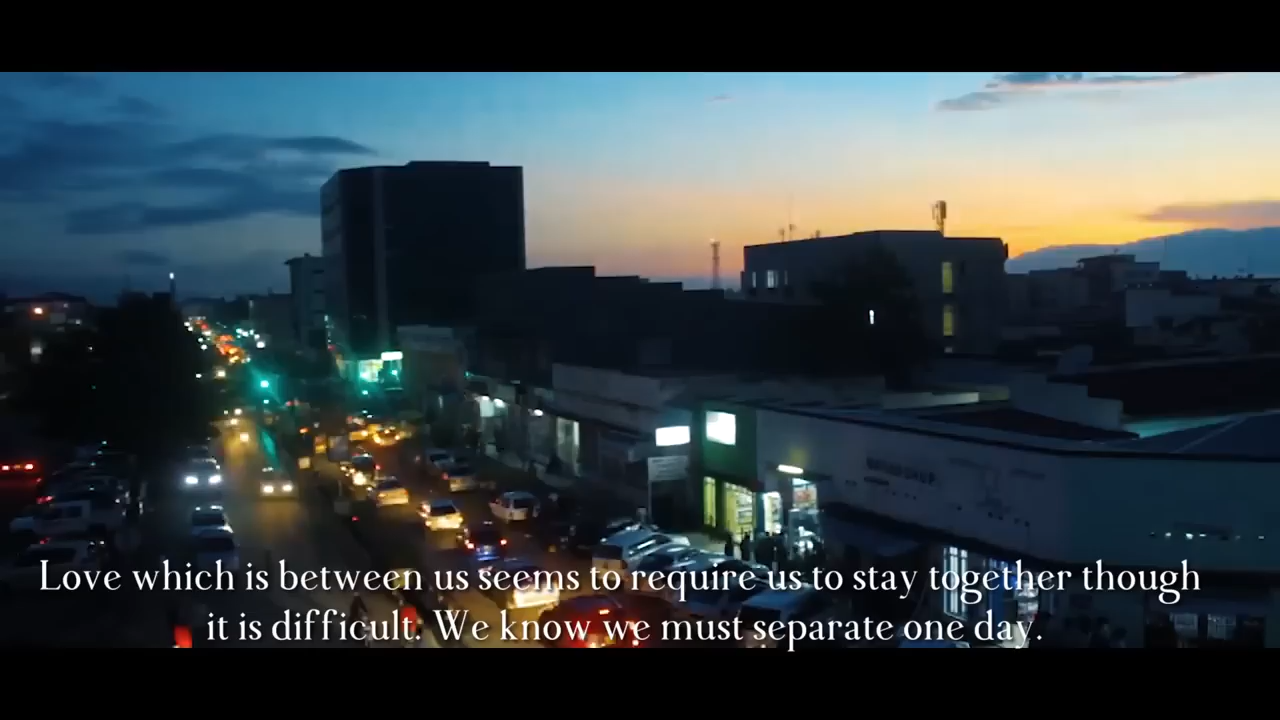 Love which is between us seems to require us to stay together though
it is difficult. We know we must separate one day.